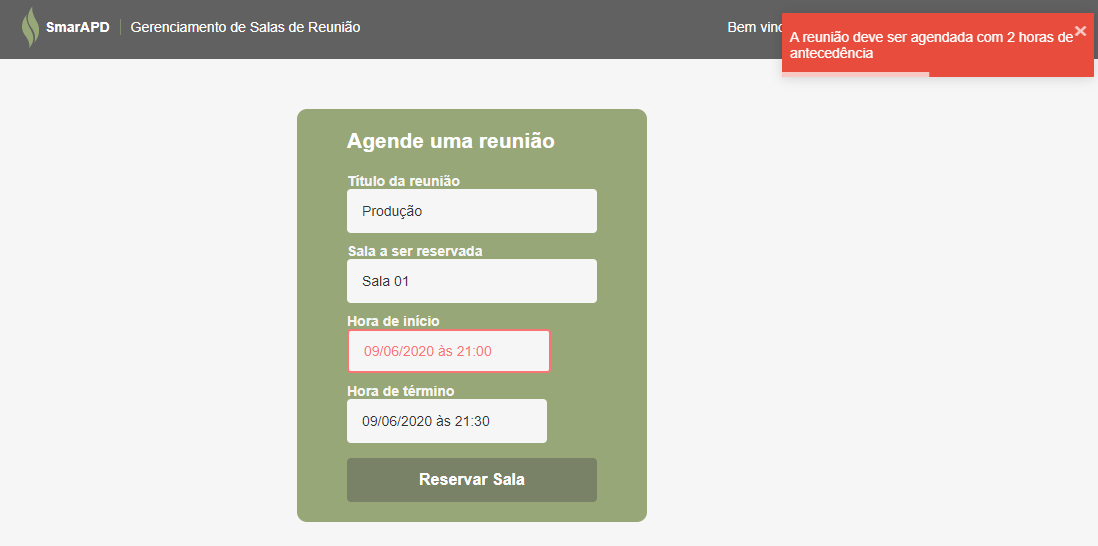 SmarAPD
Gerenciamento de Salas de Reunião
Bem
A reunião deve ser agendada com 2 horas de
antecedência
Agende uma reunião
Título da reunião
Produção
Sala a ser reservada
Sala 01
Hora de início
09/06/2020 às 21:00
Hora de término
09/06/2020 às 21:30
Reservar Sala